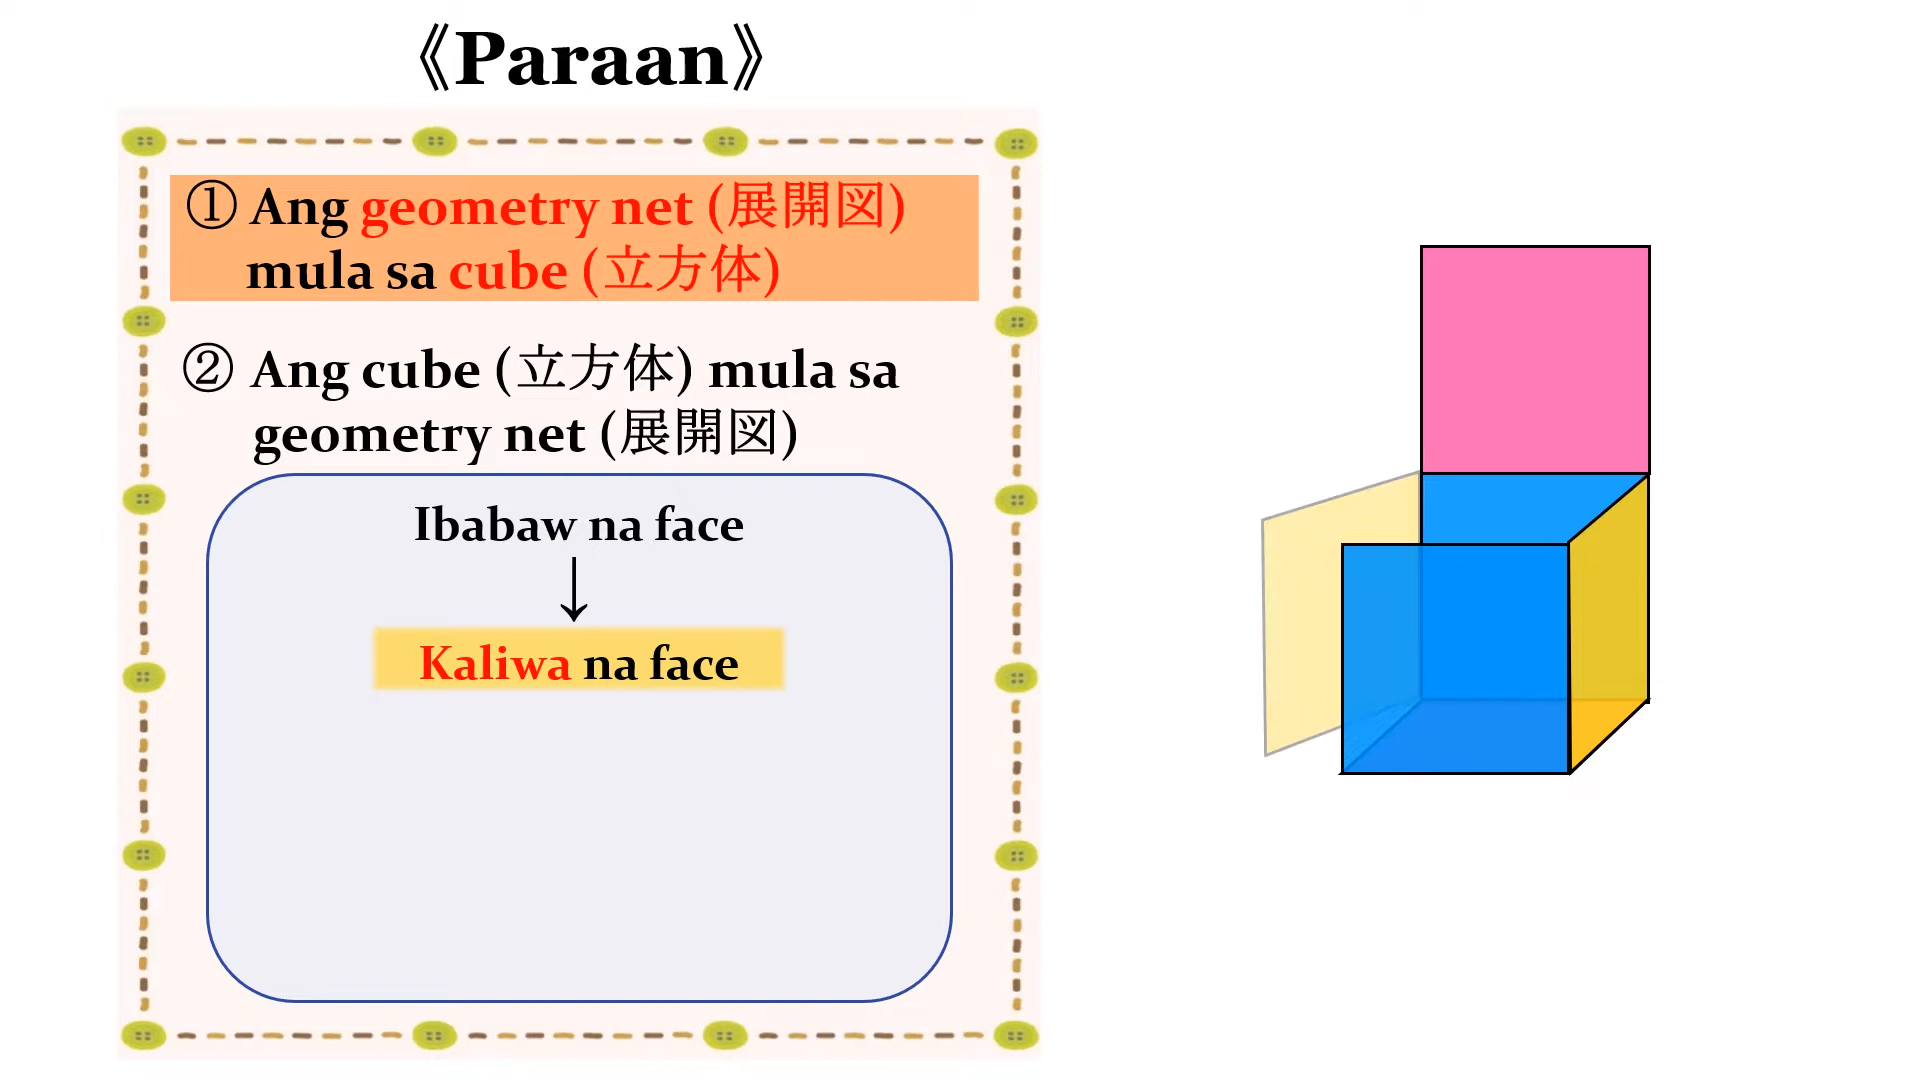 《Paraan》
① Ang geometry net (展開図)
mula sa cube (立方体)
② Ang cube (立方体) mula sa
geometry net (展開図)
Ibabaw na face
↓
Kaliwa na face